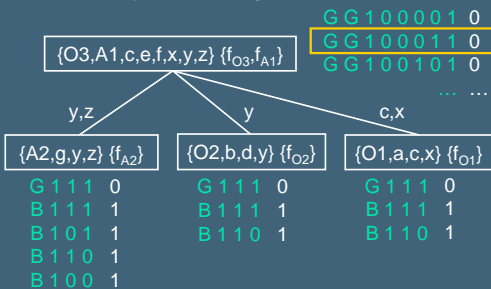 G G 1 0 0 0 0 1 0
G G 1 0 0 0 1 1 0
G G 1 0 0 1 0 1 0
... ...
{O3,A1,c,e,f,x,y,z} {fO3,fA1}
y,z
y
c,x
{A2,g,y,z} {fA2}
{O2,b,d,y} {fO2}
{O1,a,c,x} {fO1}
G 1 1 1 0
B 1 1 1 1
B 1 0 1 1
B 1 1 0 1
B 1 0 0 1
G 1 1 1 0
B 1 1 1 1
B 1 1 0 1
G 1 1 1 0
B 1 1 1 1
B 1 1 0 1